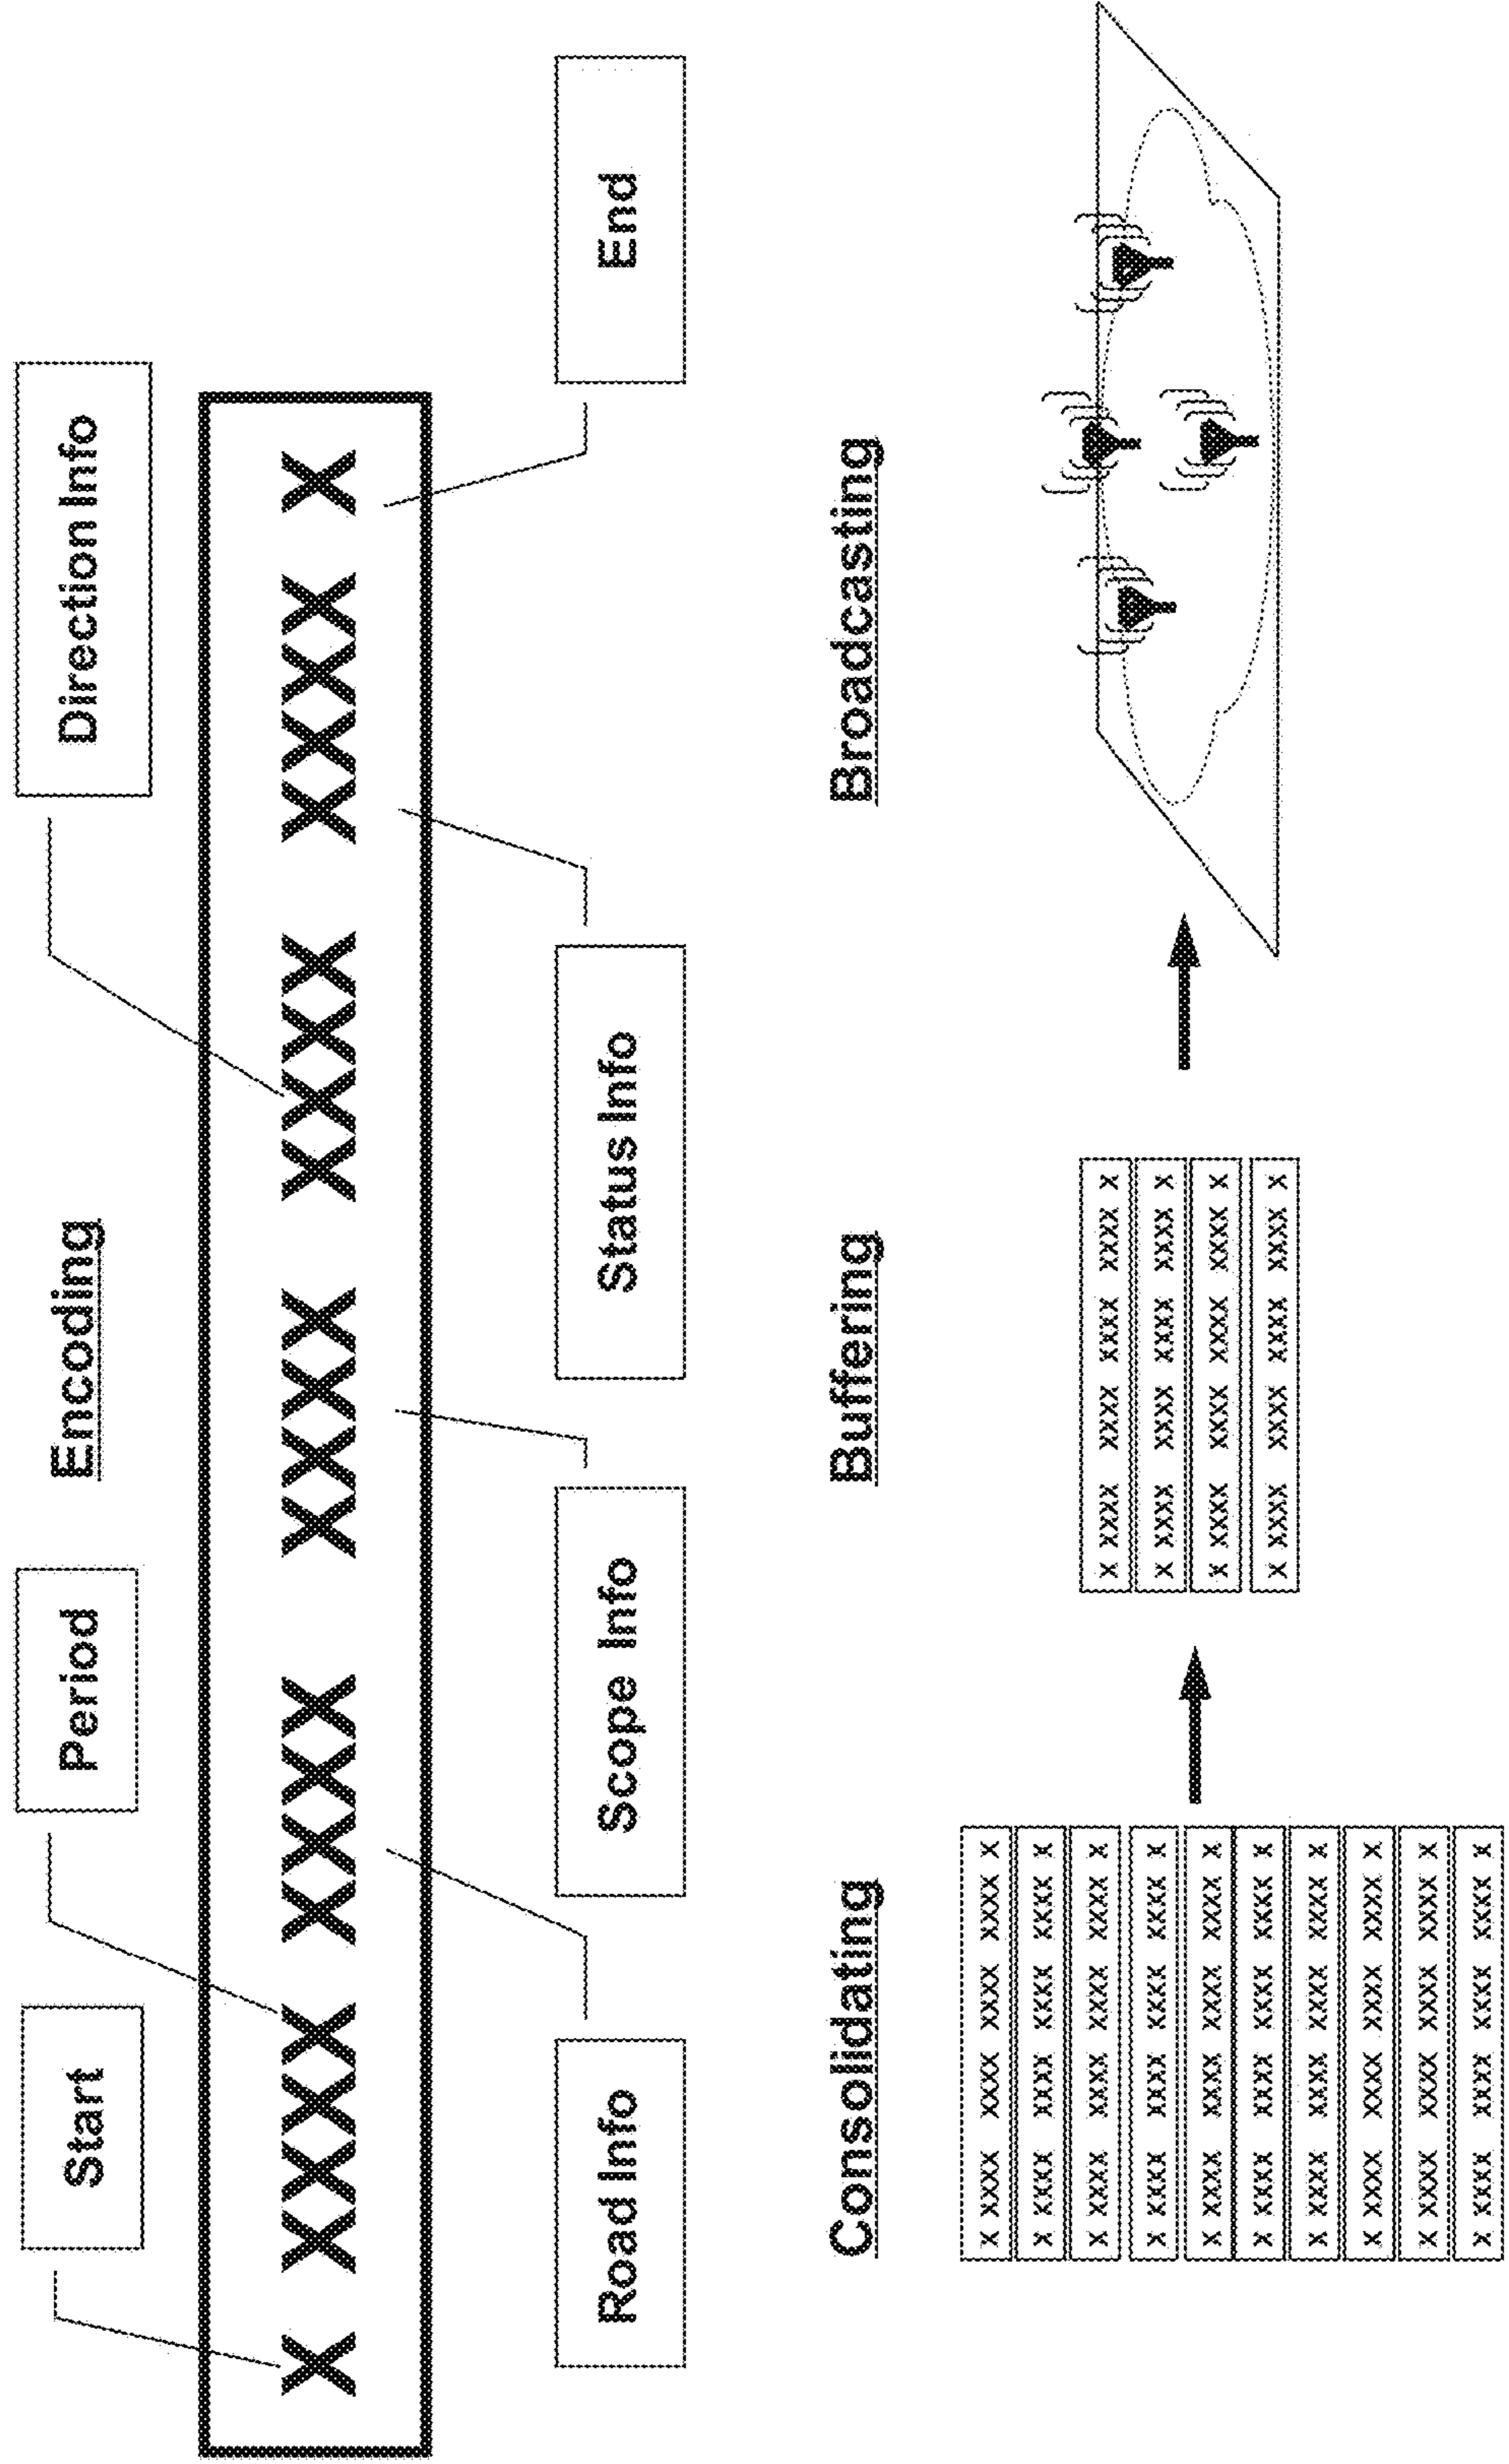 Start
Period
Encoding
Direction Info
X XXXX XXXX XXXX XXXX XXXX X
Road Info
Scope Info
Status Info
End
Consolidating
x xxxx xxxx xxxx xxxx x
x xxxx xxxx xxxx xxxx x
x xxxx xxxx xxxx xxxx x
x xxxx xxxx xxxx xxxx x
x xxxx xxxx xxxx xxxx x
x xxxx xxxx xxxx xxxx x
x xxxx xxxx xxxx xxxx x
x xxxx xxxx xxxx xxxx x
x xxxx xxxx xxxx xxxx x
x xxxx xxxx xxxx xxxx x
Buffering
x xxxx xxxx xxxx xxxx x
x xxxx xxxx xxxx xxxx x
x xxxx xxxx xxxx xxxx x
x xxxx xxxx xxxx xxxx x
Broadcasting